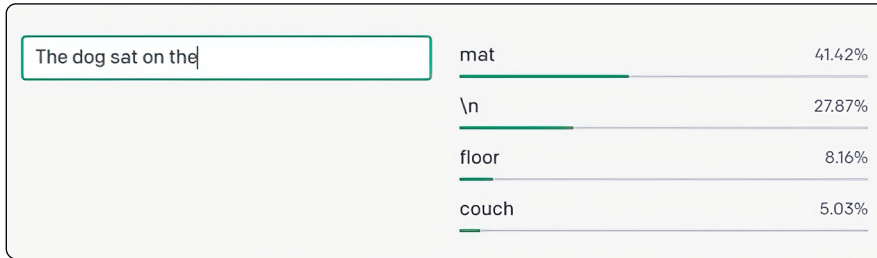 The dog sat on the
mat 41.42%
\n 27.87%
floor 8.16%
couch 5.03%